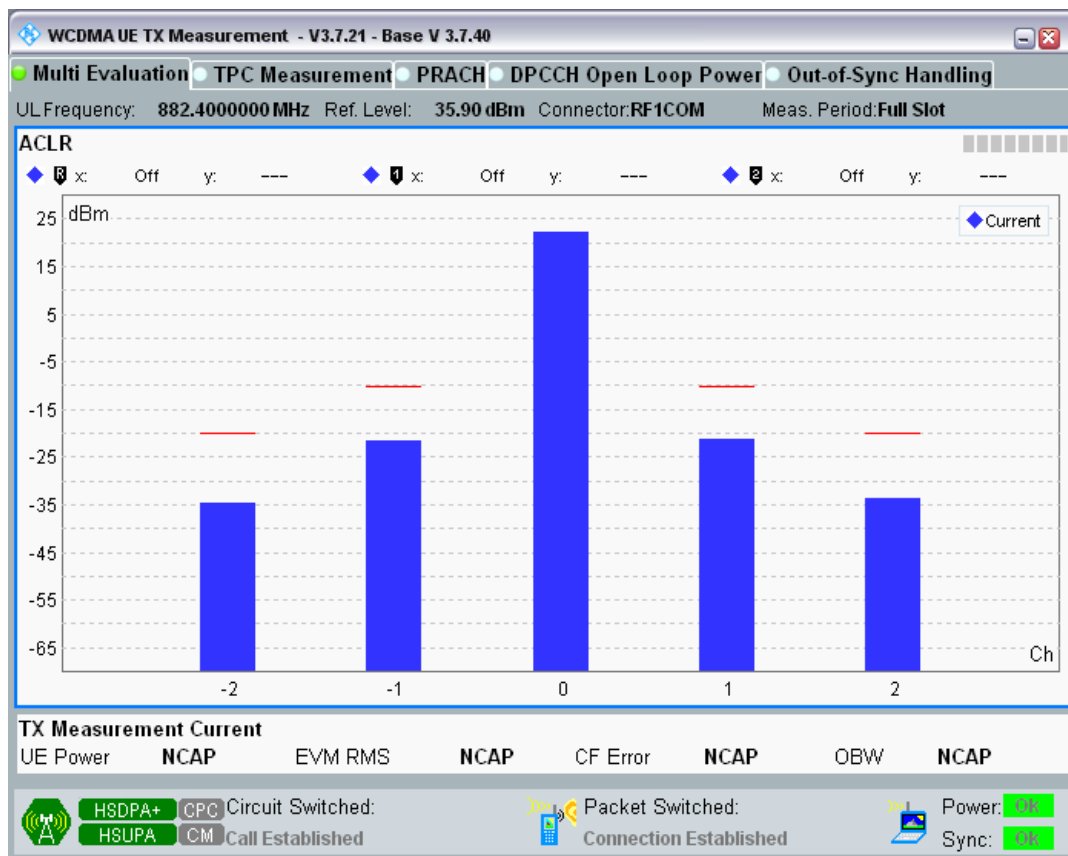 WCDMA UE TX Measurement - V3.7.21 - Base V 3.7.40
Multi Evaluation TPC Measurement PRACH DPCCH Open Loop Power Out-of-Sync Handling
UL Frequency: 882.4000000 MHz Ref. Level: 35.90 dBm Connector:RF1COM Meas. Period:Full Slot
ACLR
R x: Off y: --- 1 x: Off y: --- 2 x: Off y: ---
dBm
Current
25
15
5
-5
-15
-25
-35
-45
-55
-65
Ch
-2 -1 0 1 2
TX Measurement Current
UE Power NCAP EVM RMS NCAP CF Error NCAP OBW NCAP
HSDPA+ CPC Circuit Switched: Packet Switched: Power: OK
HSUPA CM Call Established Connection Established Sync: OK